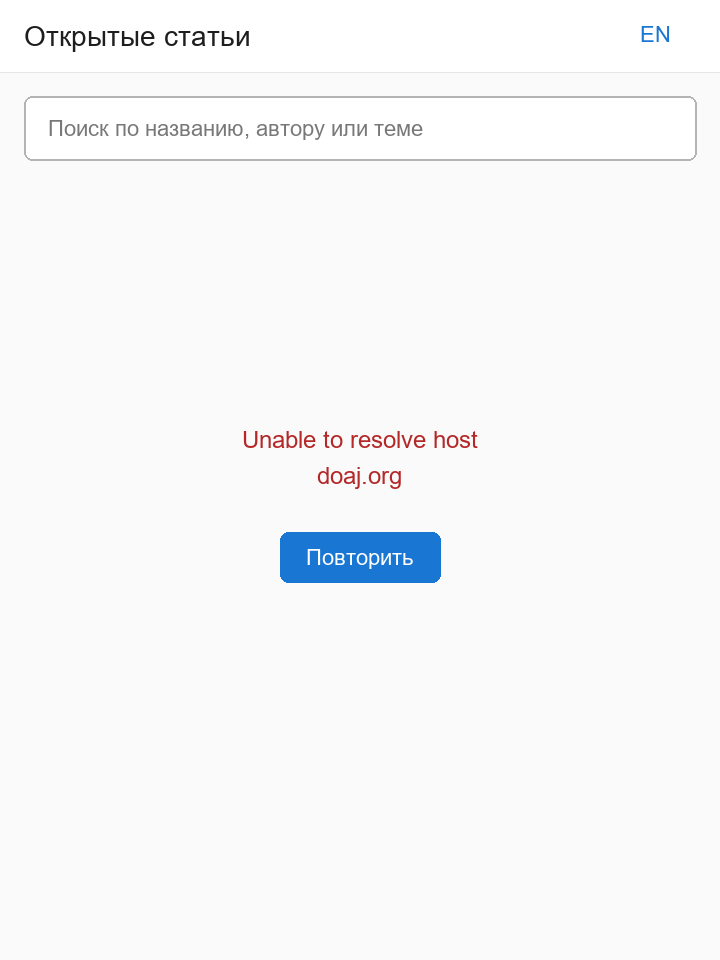 Открытые статьи
EN
Поиск по названию, автору или теме
Unable to resolve host
doaj.org
Повторить